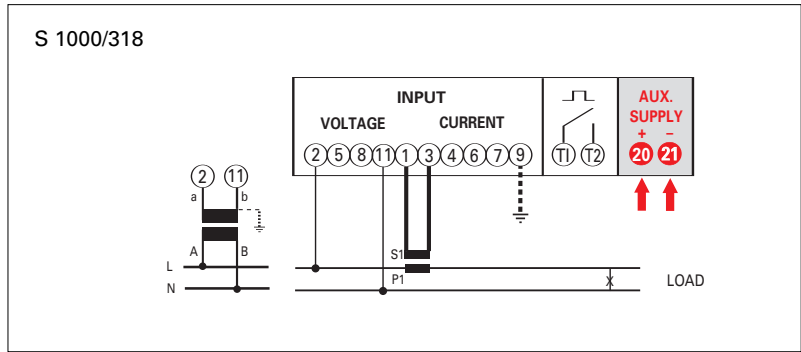 S 1000/318
INPUT
VOLTAGE CURRENT
2 5 8 11 1 3 4 6 7 9
T1 T2
AUX.
SUPPLY
+ −
20 21
2 11
a b
A B
L
N
S1
P1
X
LOAD